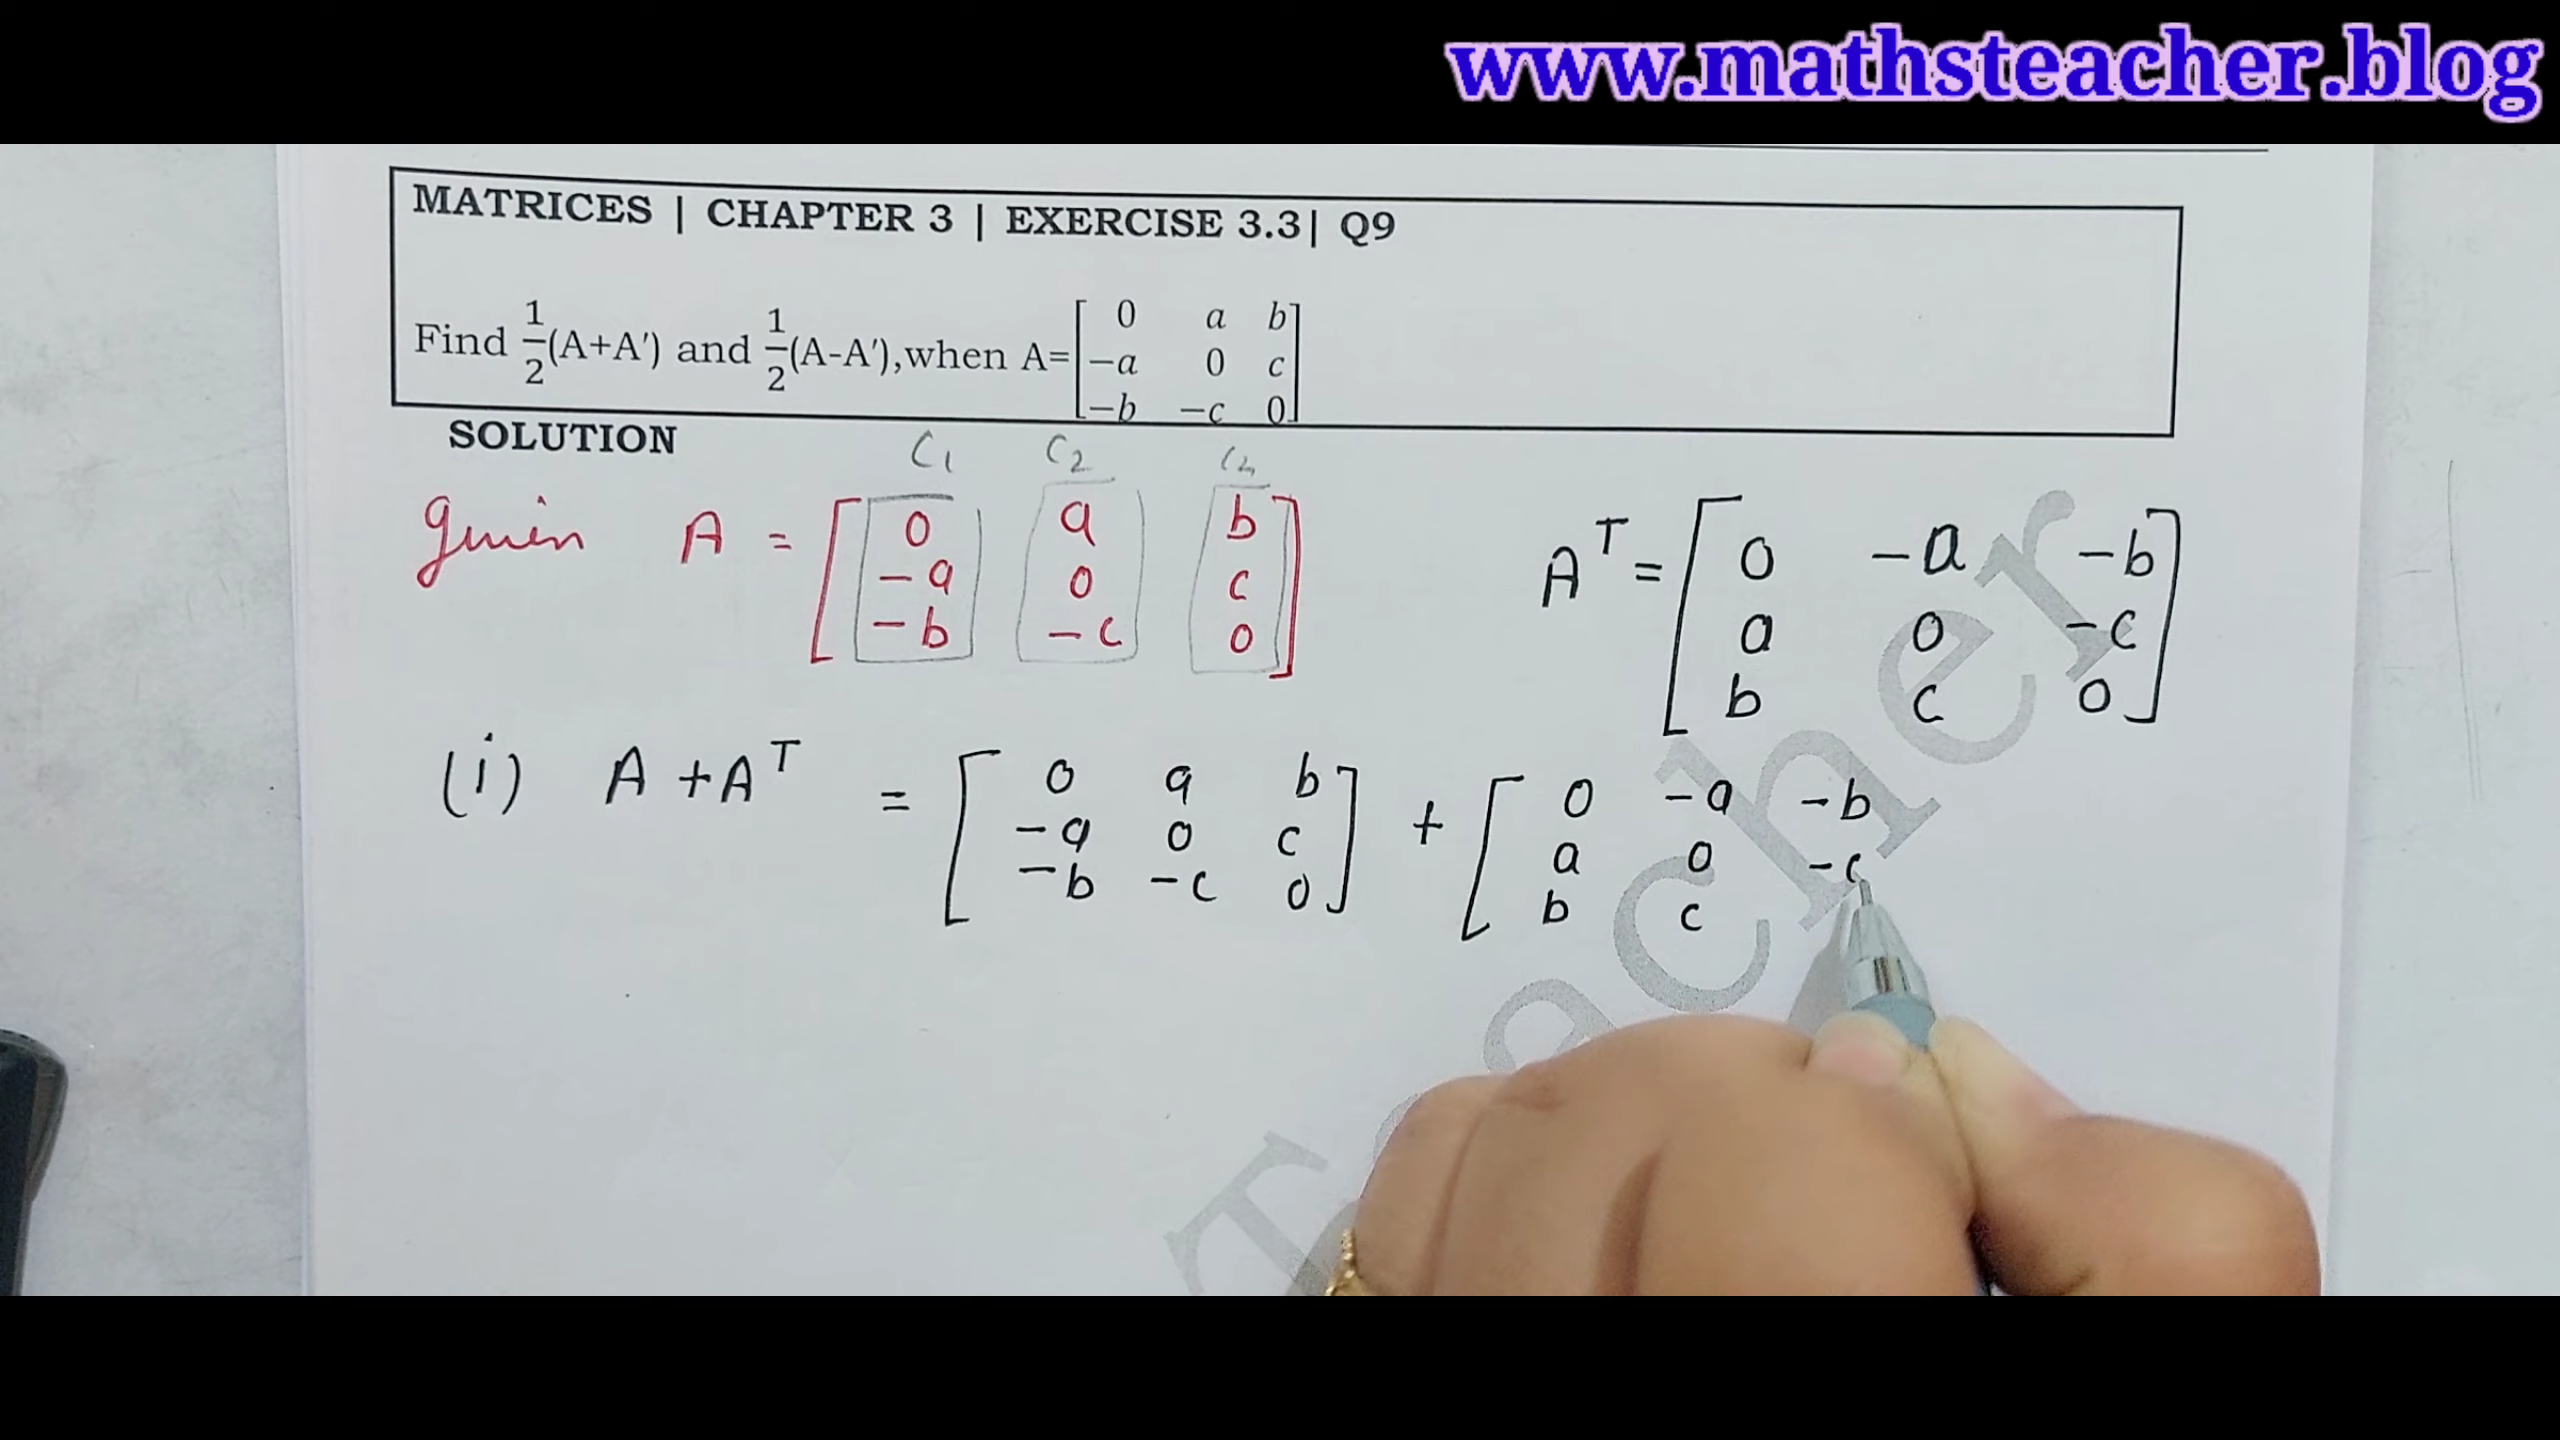 www.mathsteacher.blog
MATRICES | CHAPTER 3 | EXERCISE 3.3| Q9
Find 1/2(A+A′) and 1/2(A-A′),when A=[0 a b
−a 0 c
−b −c 0]
SOLUTION
C1 C2
Given A = [0 a b
-a 0 c
-b -c 0]
A^T = [0 -a -b
a 0 -c
b c 0]
(i) A + A^T = [0 a b
-a 0 c
-b -c 0] + [0 -a -b
a 0 -c
b c
Teacher